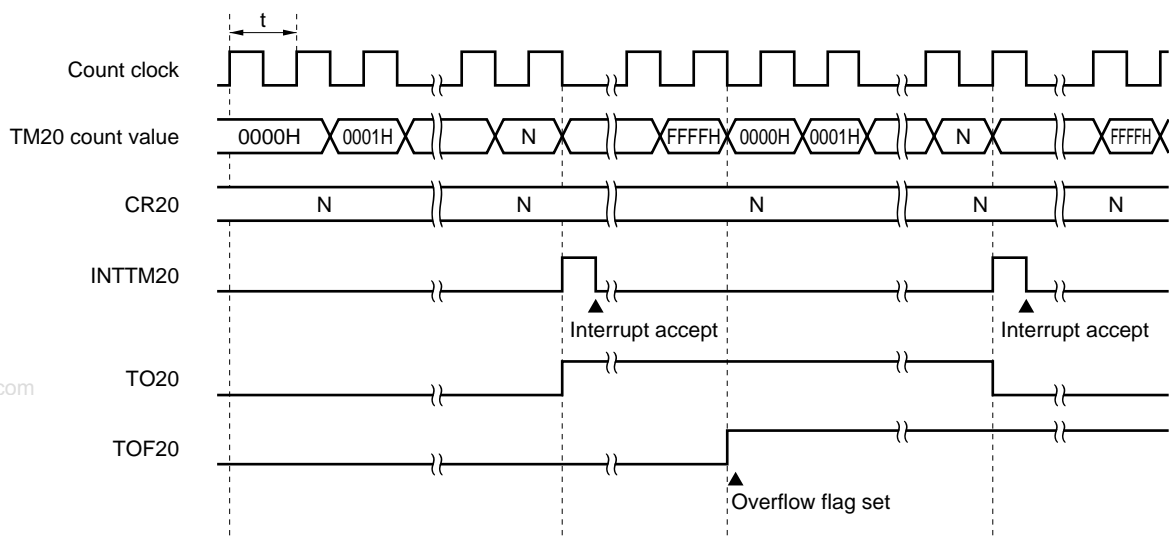 t
Count clock
TM20 count value 0000H 0001H N FFFFH 0000H 0001H N FFFFH
CR20 N N N N N
INTTM20
Interrupt accept Interrupt accept
TO20
com
TOF20
Overflow flag set